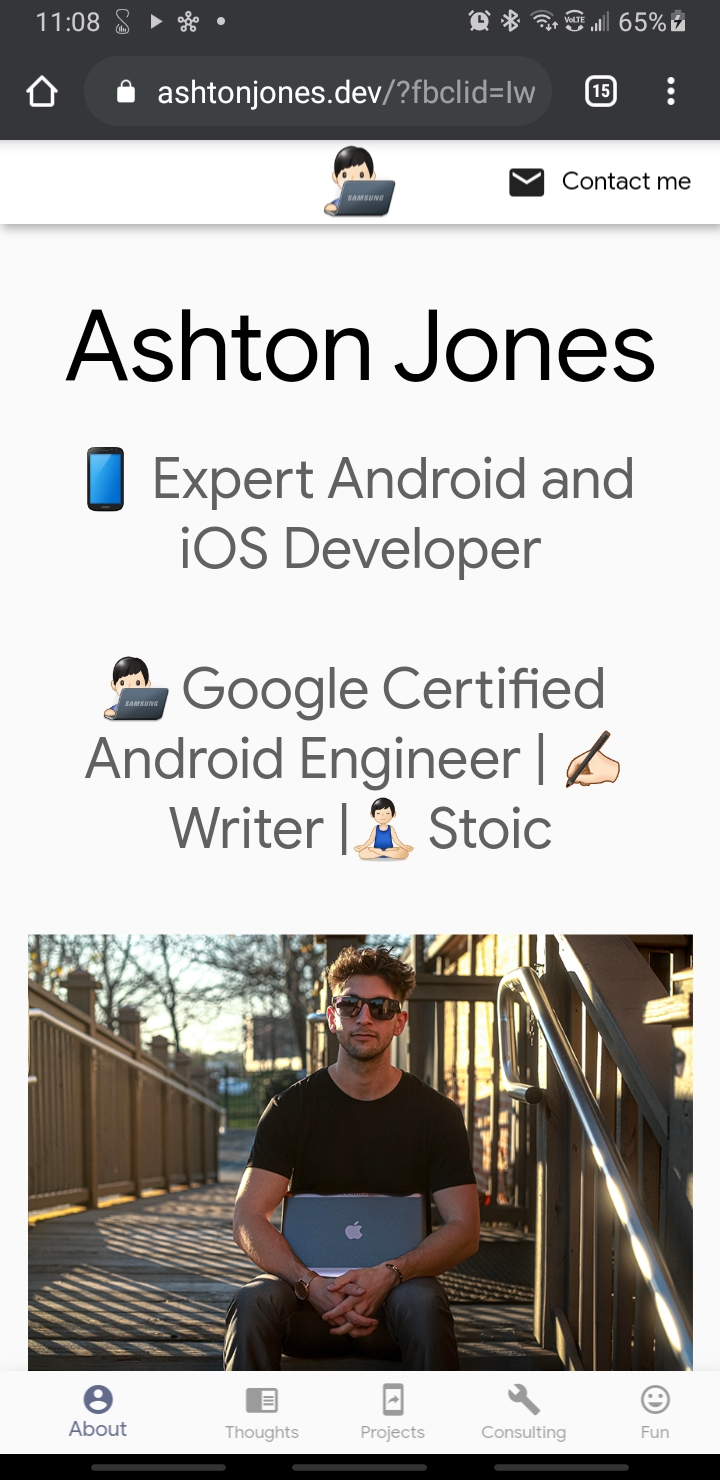 11:08
VoLTE
65%
ashtonjones.dev/?fbclid=Iw
15
SAMSUNG
Contact me
Ashton Jones
Expert Android and
iOS Developer
SAMSUNG
Google Certified
Android Engineer |
Writer | Stoic
About
Thoughts
Projects
Consulting
Fun